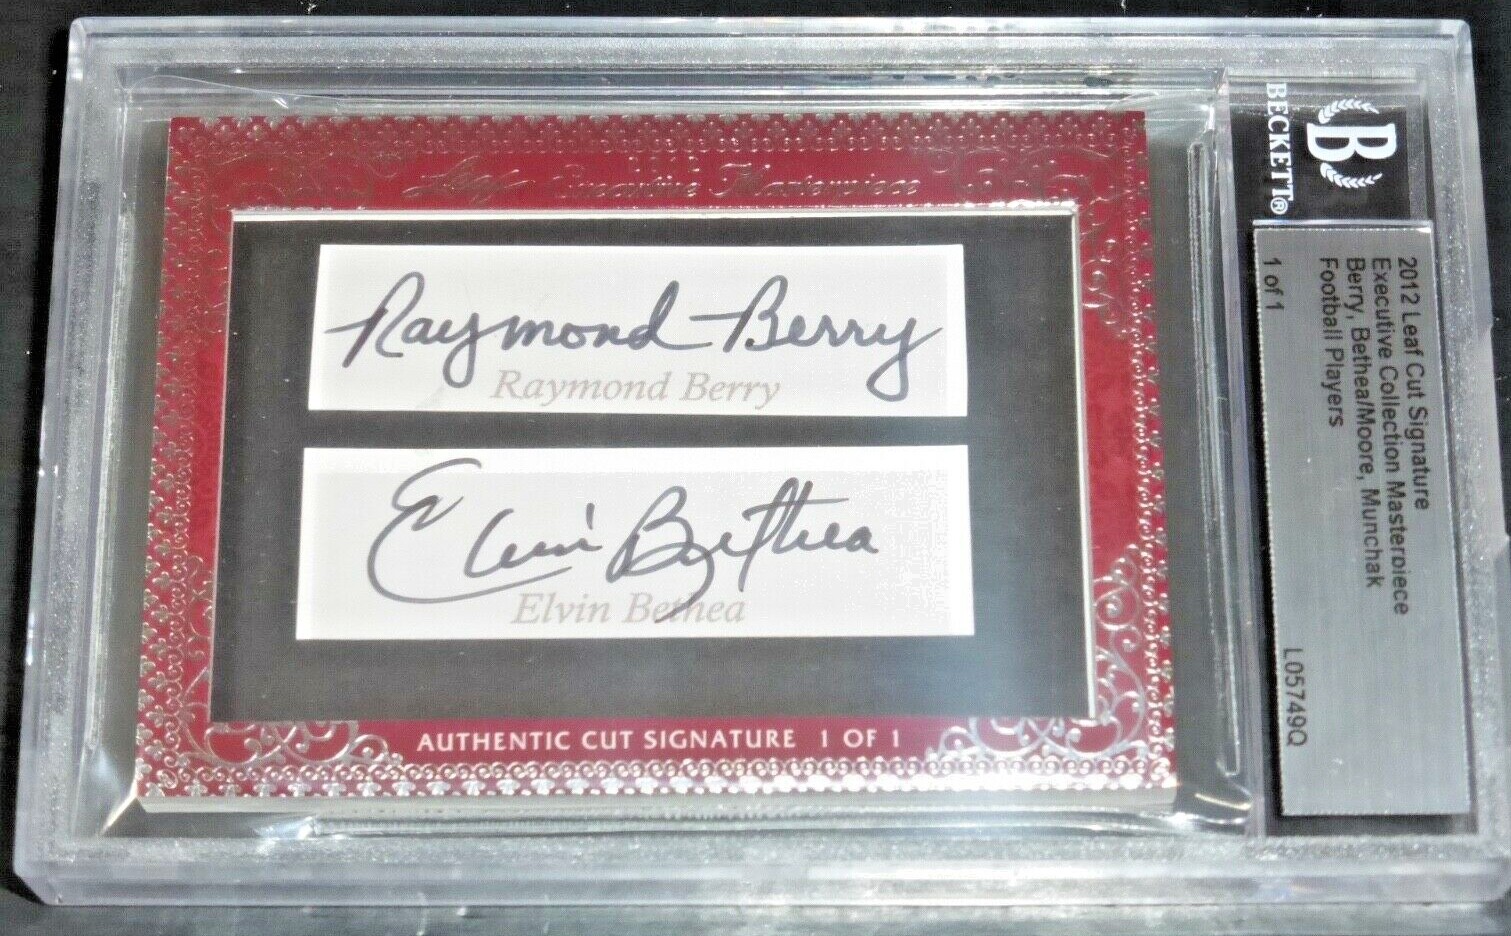 Leaf Executive Masterpiece
Raymond Berry
Raymond Berry
Elvin Bethea
Elvin Bethea
AUTHENTIC CUT SIGNATURE 1 OF 1
B
BECKETT®
2012 Leaf Cut Signature
Executive Collection Masterpiece
Berry, Bethea/Moore, Munchak
Football Players
1 of 1
L05749Q